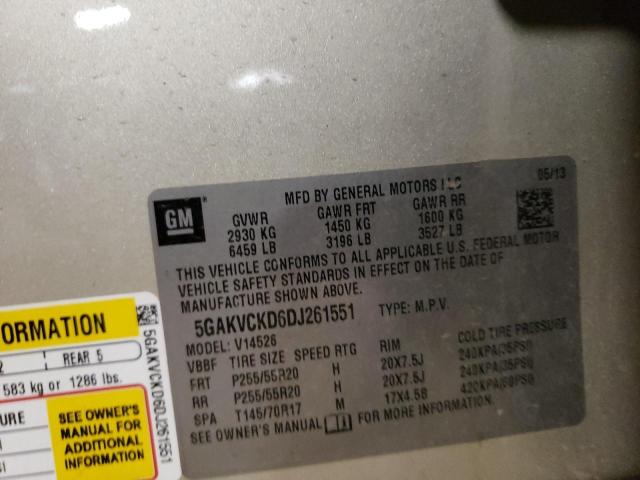 MFD BY GENERAL MOTORS LLC
05/13
GM
GVWR GAWR FRT GAWR RR
2930 KG 1450 KG 1600 KG
6459 LB 3196 LB 3527 LB
THIS VEHICLE CONFORMS TO ALL APPLICABLE U.S. FEDERAL MOTOR
VEHICLE SAFETY STANDARDS IN EFFECT ON THE DATE OF
MANUFACTURE SHOWN ABOVE.
5GAKVCKD6DJ261551 TYPE: M.P.V.
MODEL: V14526
VBBF TIRE SIZE SPEED RTG RIM COLD TIRE PRESSURE
FRT P255/55R20 H 20X7.5J 240KPA(35PSI)
RR P255/55R20 H 20X7.5J 240KPA(35PSI)
SPA T145/70R17 M 17X4.5B 420KPA(60PSI)
SEE OWNER'S MANUAL FOR MORE INFORMATION.
ORMATION
2 REAR 5
583 kg or 1286 lbs.
URE
SEE OWNER'S
MANUAL FOR
ADDITIONAL
INFORMATION
5GAKVCKD6DJ261551